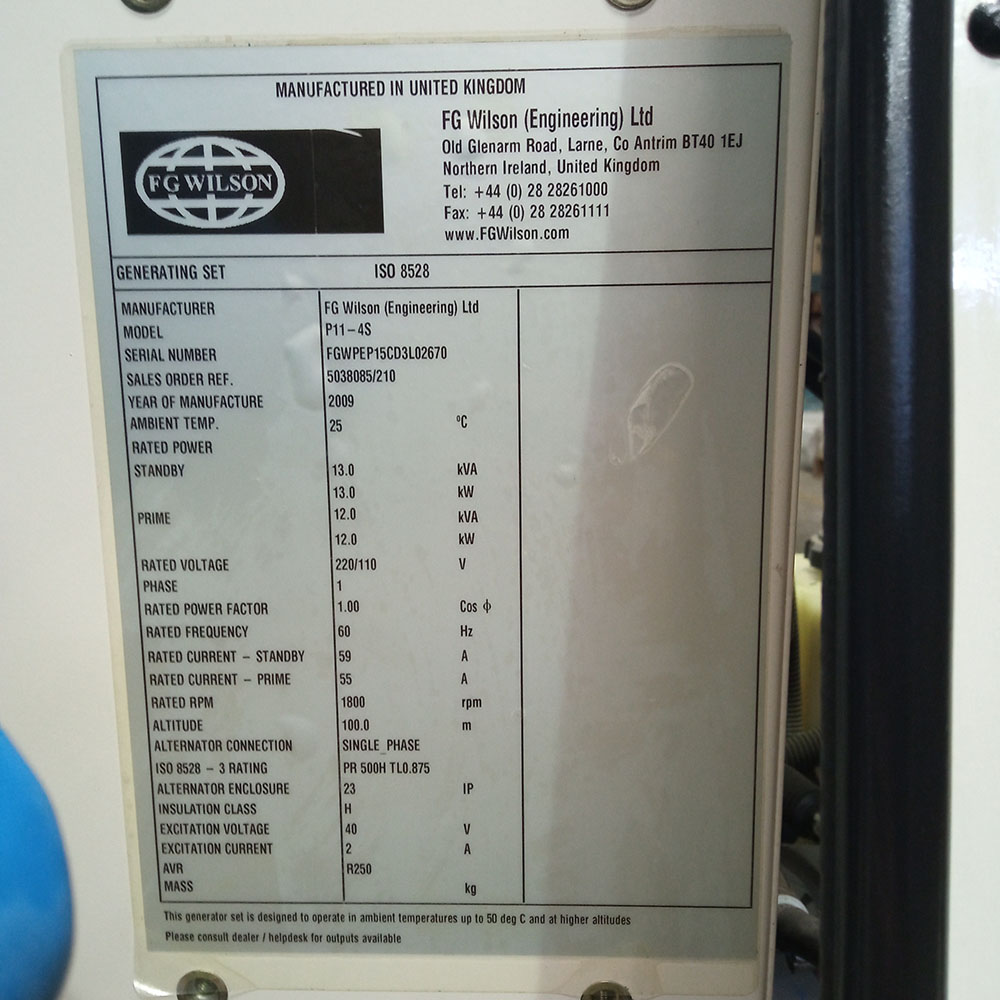 MANUFACTURED IN UNITED KINGDOM
FG WILSON
FG Wilson (Engineering) Ltd
Old Glenarm Road, Larne, Co Antrim BT40 1EJ
Northern Ireland, United Kingdom
Tel: +44 (0) 28 28261000
Fax: +44 (0) 28 28261111
www.FGWilson.com
GENERATING SET ISO 8528
MANUFACTURER FG Wilson (Engineering) Ltd
MODEL P11-4S
SERIAL NUMBER FGWPEP15CD3L02670
SALES ORDER REF. 5038085/210
YEAR OF MANUFACTURE 2009
AMBIENT TEMP. 25 ºC
RATED POWER
STANDBY 13.0 kVA
13.0 kW
PRIME 12.0 kVA
12.0 kW
RATED VOLTAGE 220/110 V
PHASE 1
RATED POWER FACTOR 1.00 Cos ϕ
RATED FREQUENCY 60 Hz
RATED CURRENT - STANDBY 59 A
RATED CURRENT - PRIME 55 A
RATED RPM 1800 rpm
ALTITUDE 100.0 m
ALTERNATOR CONNECTION SINGLE_PHASE
ISO 8528 - 3 RATING PR 500H TL0.875
ALTERNATOR ENCLOSURE 23 IP
INSULATION CLASS H
EXCITATION VOLTAGE 40 V
EXCITATION CURRENT 2 A
AVR R250
MASS kg
This generator set is designed to operate in ambient temperatures up to 50 deg C and at higher altitudes
Please consult dealer / helpdesk for outputs available